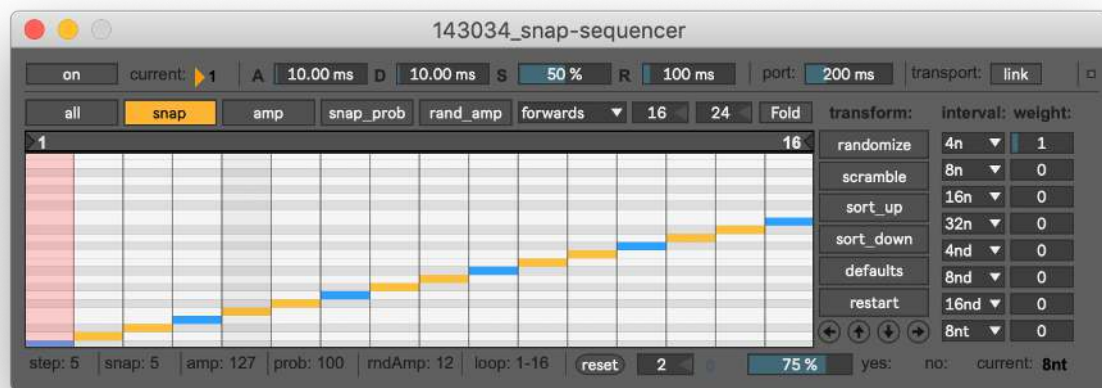 143034_snap-sequencer
on current: 1 A 10.00 ms D 10.00 ms S 50 % R 100 ms port: 200 ms transport: link
all snap amp snap_prob rand_amp forwards 16 24 Fold transform: interval: weight:
1 16
randomize 4n 1
scramble 8n 0
sort_up 16n 0
sort_down 32n 0
defaults 4nd 0
restart 8nd 0
16nd 0
8nt 0
step: 5 snap: 5 amp: 127 prob: 100 rndAmp: 12 loop: 1-16 reset 2 0 75 % yes: no: current: 8nt